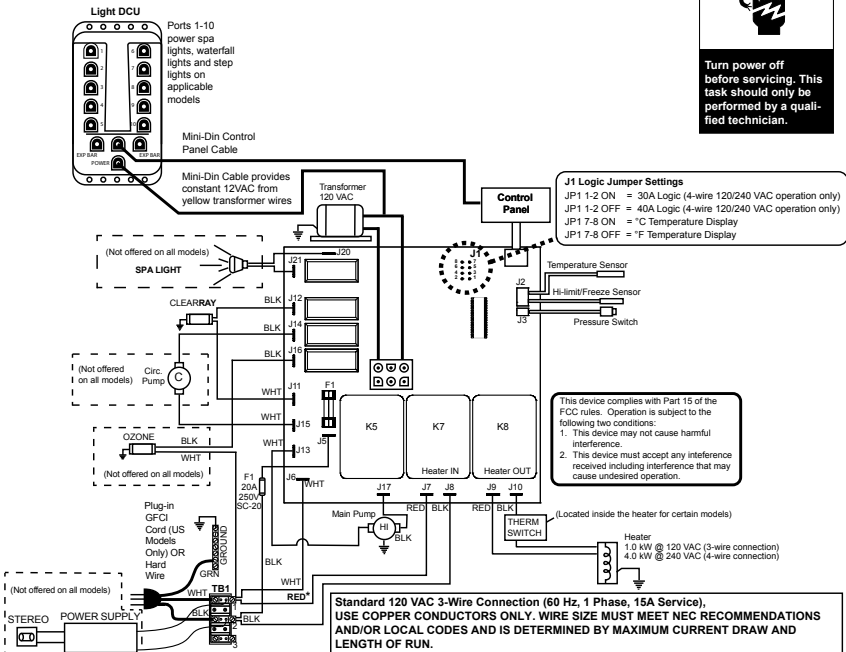 Light DCU
Ports 1-10
power spa
lights, waterfall
lights and step
lights on
applicable
models
1
2
3
4
5
6
7
8
9
10
EXP BAR
EXP BAR
POWER
Turn power off
before servicing. This
task should only be
performed by a quali-
fied technician.
Mini-Din Control
Panel Cable
Mini-Din Cable provides
constant 12VAC from
yellow transformer wires
Transformer
120 VAC
Control
Panel
J1 Logic Jumper Settings
JP1 1-2 ON = 30A Logic (4-wire 120/240 VAC operation only)
JP1 1-2 OFF = 40A Logic (4-wire 120/240 VAC operation only)
JP1 7-8 ON = °C Temperature Display
JP1 7-8 OFF = °F Temperature Display
(Not offered on all models)
SPA LIGHT
J20
J21
J1
8 7
6 5
4 3
2 1
Temperature Sensor
J2
Hi-limit/Freeze Sensor
J3
Pressure Switch
CLEARRAY
BLK
J12
BLK
J14
BLK
J16
(Not offered
on all models)
Circ.
Pump
C
WHT
J11
F1
WHT
J15
J5
K5
K7
K8
This device complies with Part 15 of the
FCC rules. Operation is subject to the
following two conditions:
1. This device may not cause harmful
interference.
2. This device must accept any inteference
received including interference that may
cause undesired operation.
OZONE
BLK
WHT
(Not offered on all models)
WHT
J13
Heater IN
Heater OUT
F1
20A
250V
SC-20
J6
WHT
J17
J7
J8
J9
J10
RED
BLK
RED
BLK
Main Pump
HI
BLK
THERM
SWITCH
(Located inside the heater for certain models)
Heater
1.0 kW @ 120 VAC (3-wire connection)
4.0 kW @ 240 VAC (4-wire connection)
Plug-in
GFCI
Cord (US
Models
Only) OR
Hard
Wire
GROUND
GRN
BLK
WHT
(Not offered on all models)
WHT
TB1
RED*
1
BLK
BLK
2
3
STEREO
POWER SUPPLY
Standard 120 VAC 3-Wire Connection (60 Hz, 1 Phase, 15A Service),
USE COPPER CONDUCTORS ONLY. WIRE SIZE MUST MEET NEC RECOMMENDATIONS
AND/OR LOCAL CODES AND IS DETERMINED BY MAXIMUM CURRENT DRAW AND
LENGTH OF RUN.